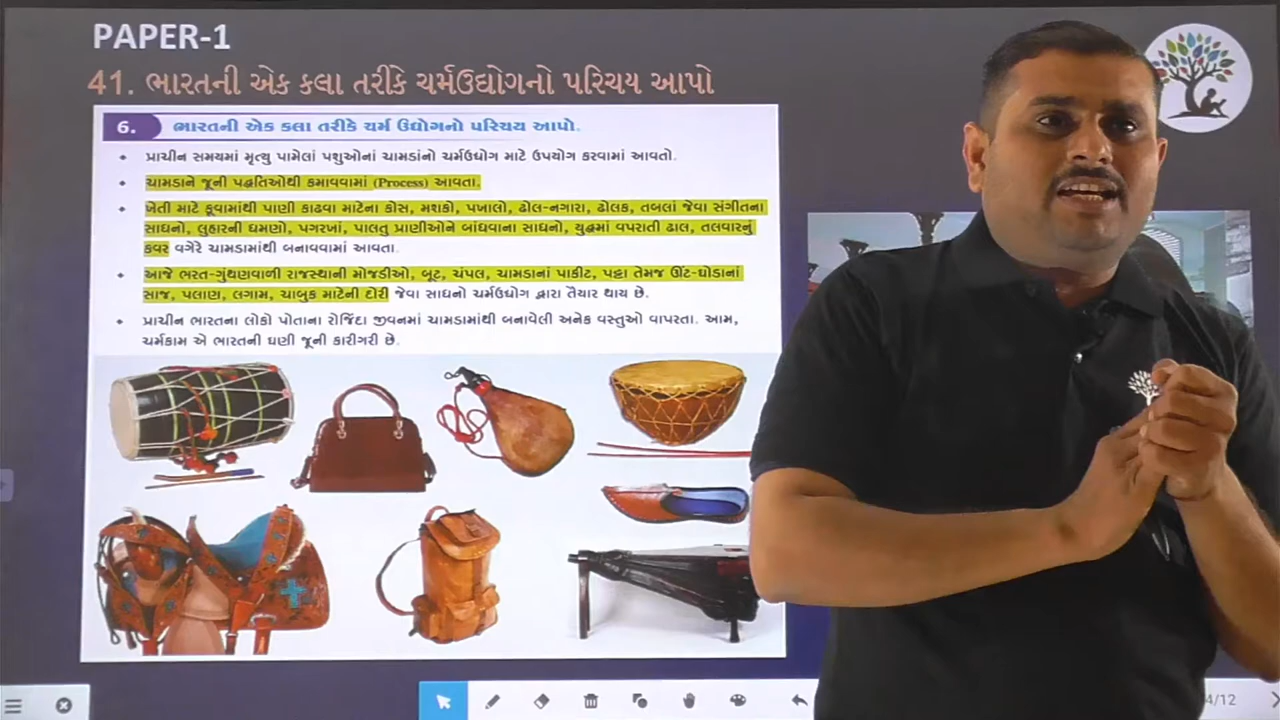 PAPER-1
41. ભારતની એક કલા તરીકે ચર્મઉદ્યોગનો પરિચય આપો
6. ભારતની એક કલા તરીકે ચર્મ ઉદ્યોગનો પરિચય આપો.
• પ્રાચીન સમયમાં મૃત્યુ પામેલાં પશુઓનાં ચામડાંનો ચર્મઉદ્યોગ માટે ઉપયોગ કરવામાં આવતો.
• ચામડાને જૂની પદ્ધતિઓથી કમાવવામાં (Process) આવતા.
• ખેતી માટે કૂવામાંથી પાણી કાઢવા માટેના કોસ, મશકો, પખાલો, ઢોલ-નગારા, ઢોલક, તબલાં જેવા સંગીતના
સાધનો, લુહારની ધમણો, પગરખાં, પાલતુ પ્રાણીઓને બાંધવાના સાધનો, યુદ્ધમાં વપરાતી ઢાલ, તલવારનું
કવર વગેરે ચામડામાંથી બનાવવામાં આવતા.
• આજે ભરત-ગુંથણવાળી રાજસ્થાની મોજડીઓ, બૂટ, ચંપલ, ચામડાનાં પાકીટ, પટ્ટા તેમજ ઊંટ-ઘોડાનાં
સાજ, પલાણ, લગામ, ચાબુક માટેની દોરી જેવા સાધનો ચર્મઉદ્યોગ દ્વારા તૈયાર થાય છે.
• પ્રાચીન ભારતના લોકો પોતાના રોજિંદા જીવનમાં ચામડામાંથી બનાવેલી અનેક વસ્તુઓ વાપરતા. આમ,
ચર્મકામ એ ભારતની ઘણી જૂની કારીગરી છે.
4/12